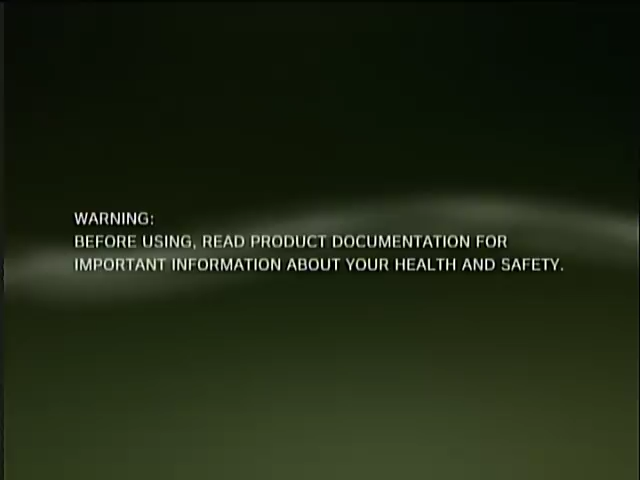 WARNING:
BEFORE USING, READ PRODUCT DOCUMENTATION FOR
IMPORTANT INFORMATION ABOUT YOUR HEALTH AND SAFETY.